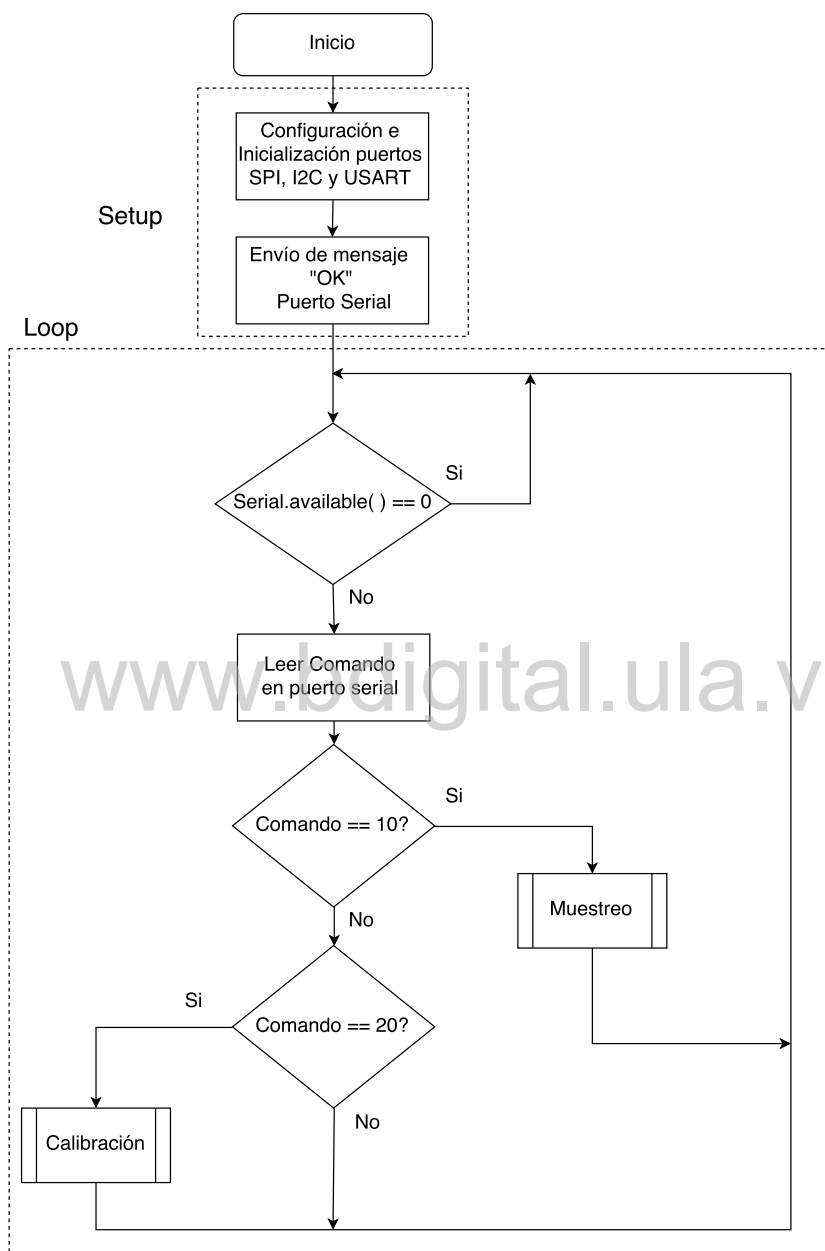 Inicio
Configuración e
Inicialización puertos
SPI, I2C y USART
Setup
Envío de mensaje
"OK"
Puerto Serial
Loop
Si
Serial.available( ) == 0
No
Leer Comando
en puerto serial
www.bdigital.ula.v
Si
Comando == 10?
Muestreo
No
Si
Comando == 20?
No
Calibración